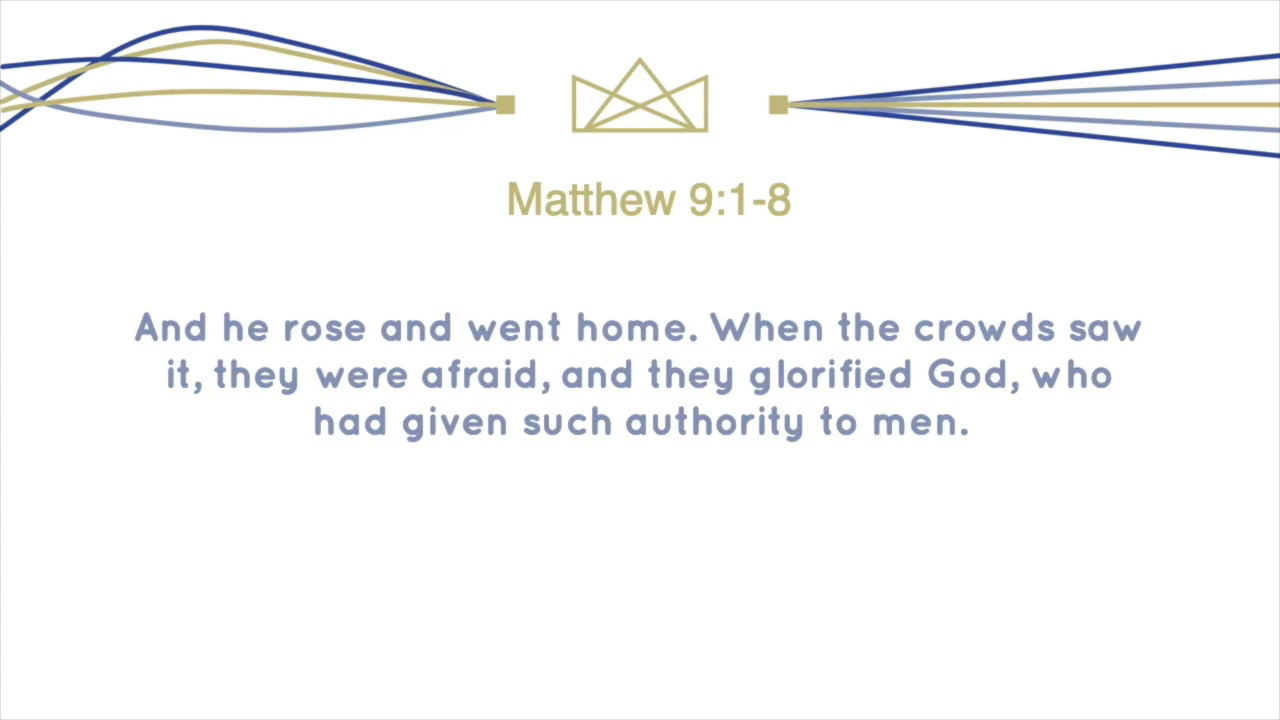 Matthew 9:1-8
And he rose and went home. When the crowds saw
it, they were afraid, and they glorified God, who
had given such authority to men.